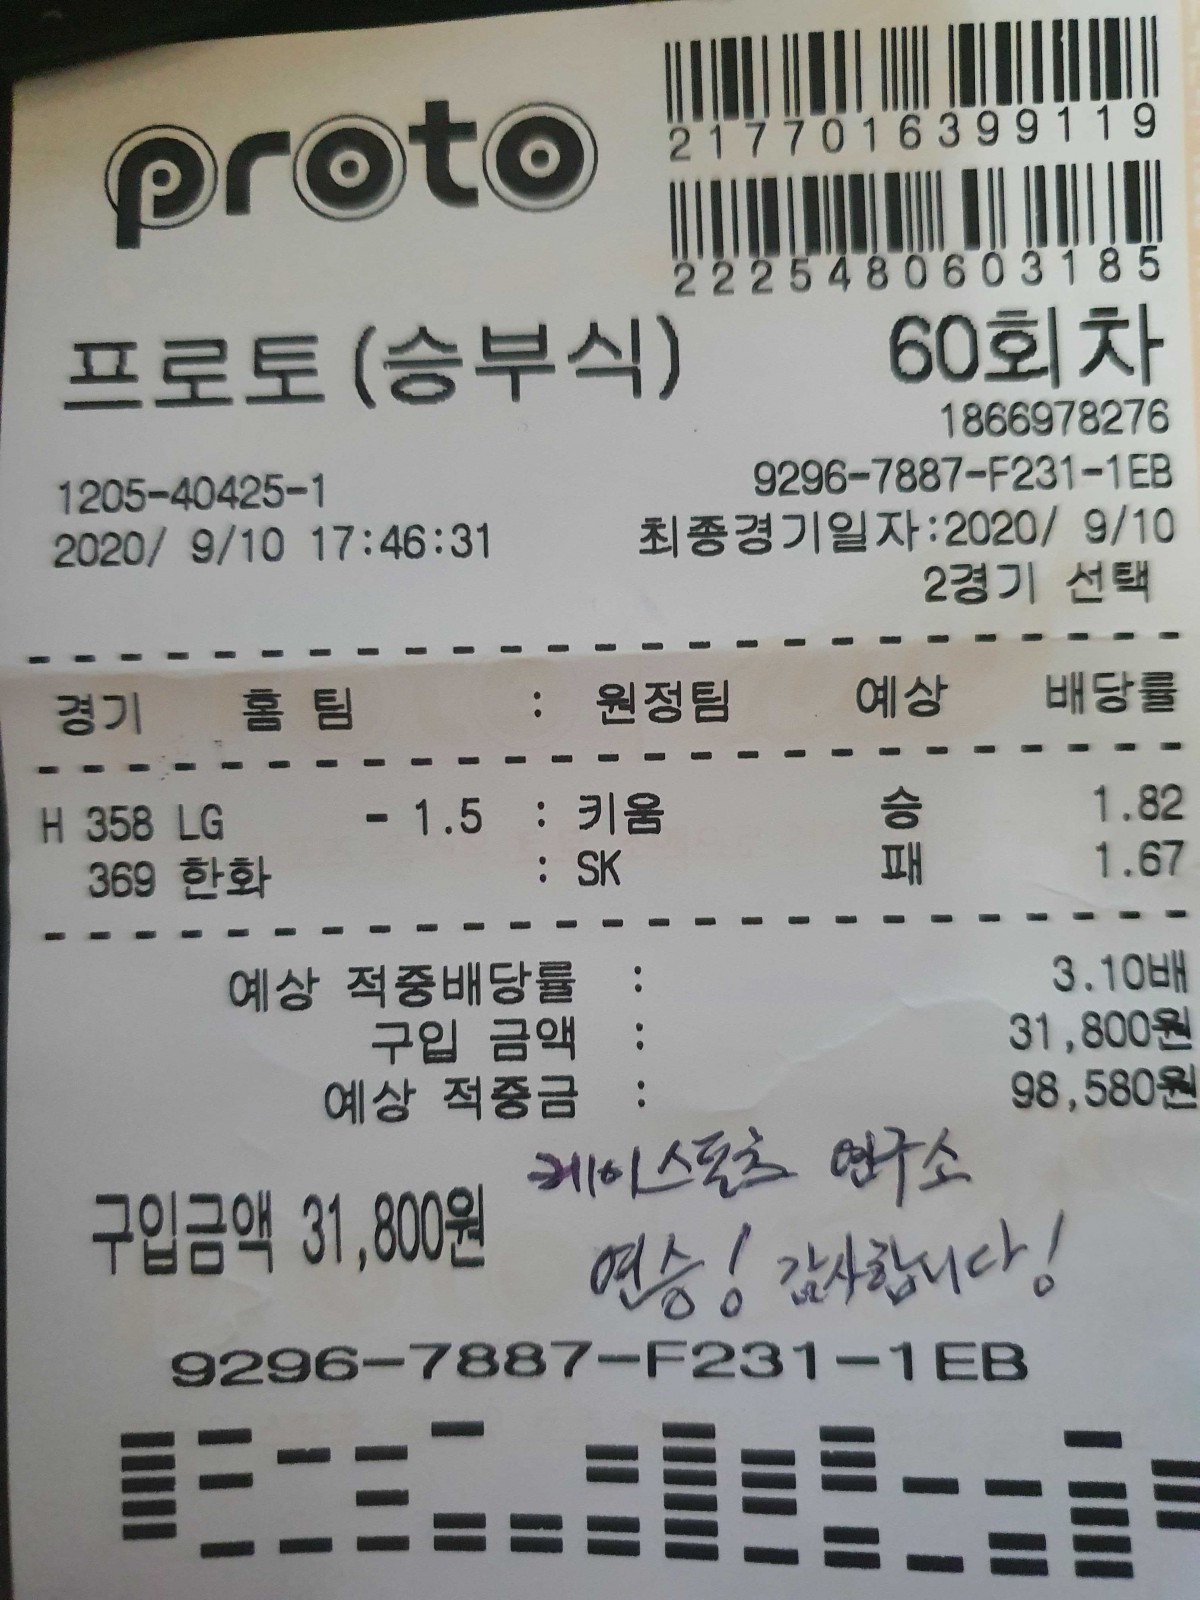 proto
2177016399119
2225480603185
프로토(승부식) 60회차
1866978276
9296-7887-F231-1EB
1205-40425-1
2020/ 9/10 17:46:31 최종경기일자:2020/ 9/10
2경기 선택
경기 홈 팀 : 원정팀 예상 배당률
H 358 LG - 1.5 : 키움 승 1.82
369 한화 : SK 패 1.67
예상 적중배당률 : 3.10배
구입 금액 : 31,800원
예상 적중금 : 98,580원
케이스포츠 연구소
구입금액 31,800원
연승! 감사합니다!
9296-7887-F231-1EB